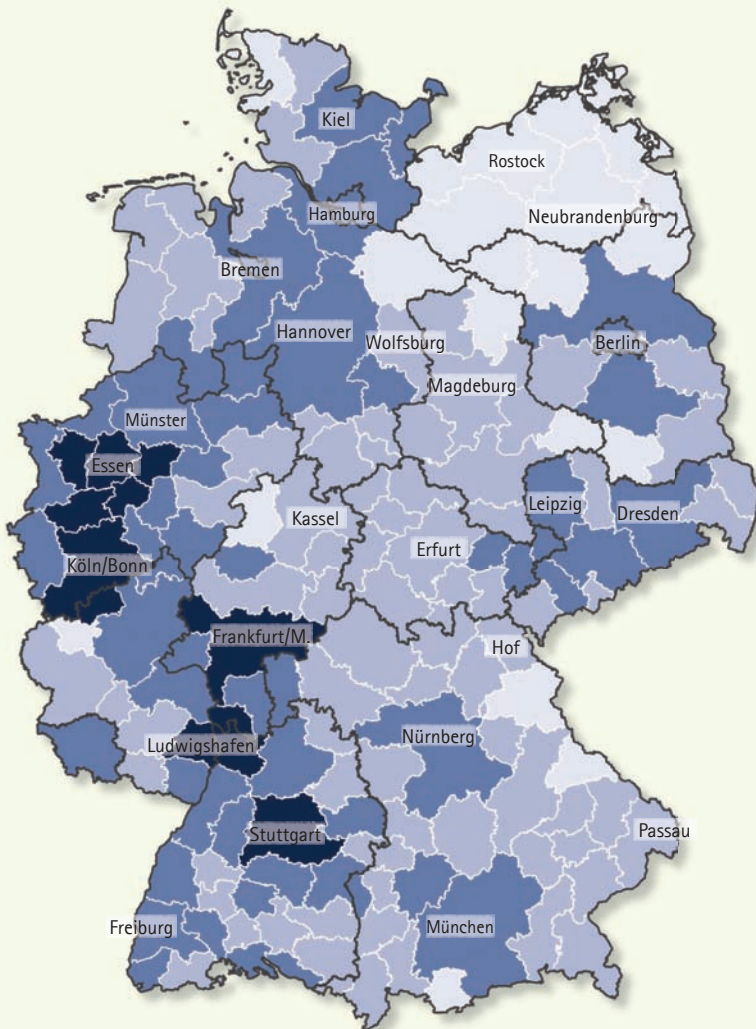 Kiel
Rostock
Neubrandenburg
Hamburg
Bremen
Hannover
Wolfsburg
Berlin
Magdeburg
Münster
Essen
Leipzig
Dresden
Kassel
Erfurt
Köln/Bonn
Frankfurt/M.
Hof
Nürnberg
Ludwigshafen
Stuttgart
Passau
Freiburg
München